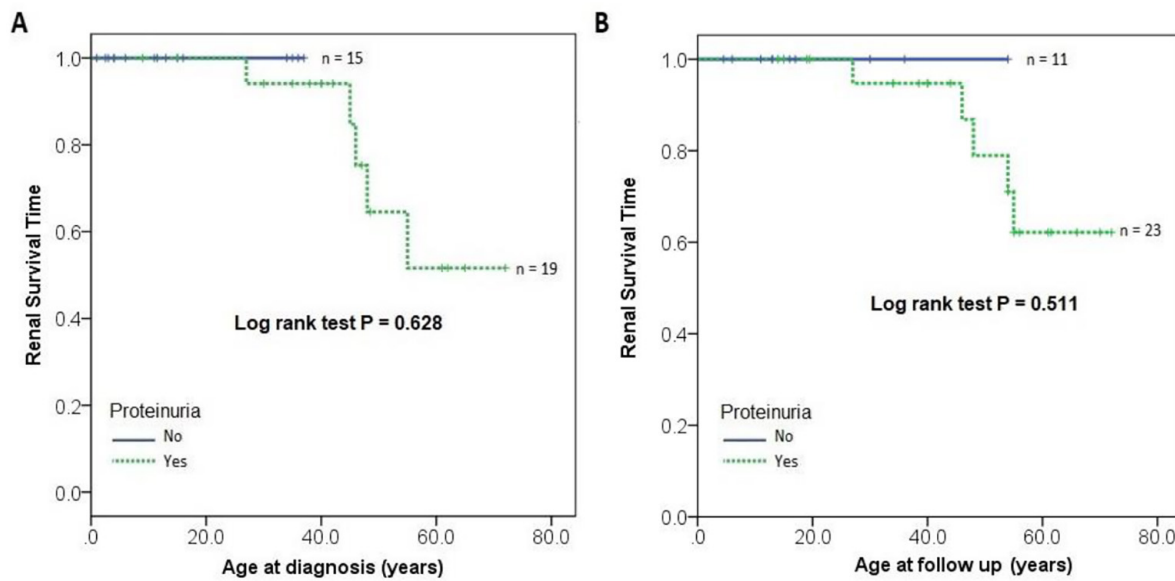 A
Renal Survival Time
1.0
0.8
0.6
0.4
0.2
0.0
n = 15
n = 19
Log rank test P = 0.628
Proteinuria
No
Yes
.0 20.0 40.0 60.0 80.0
Age at diagnosis (years)
B
Renal Survival Time
1.0
0.8
0.6
0.4
0.2
0.0
n = 11
n = 23
Log rank test P = 0.511
Proteinuria
No
Yes
.0 20.0 40.0 60.0 80.0
Age at follow up (years)